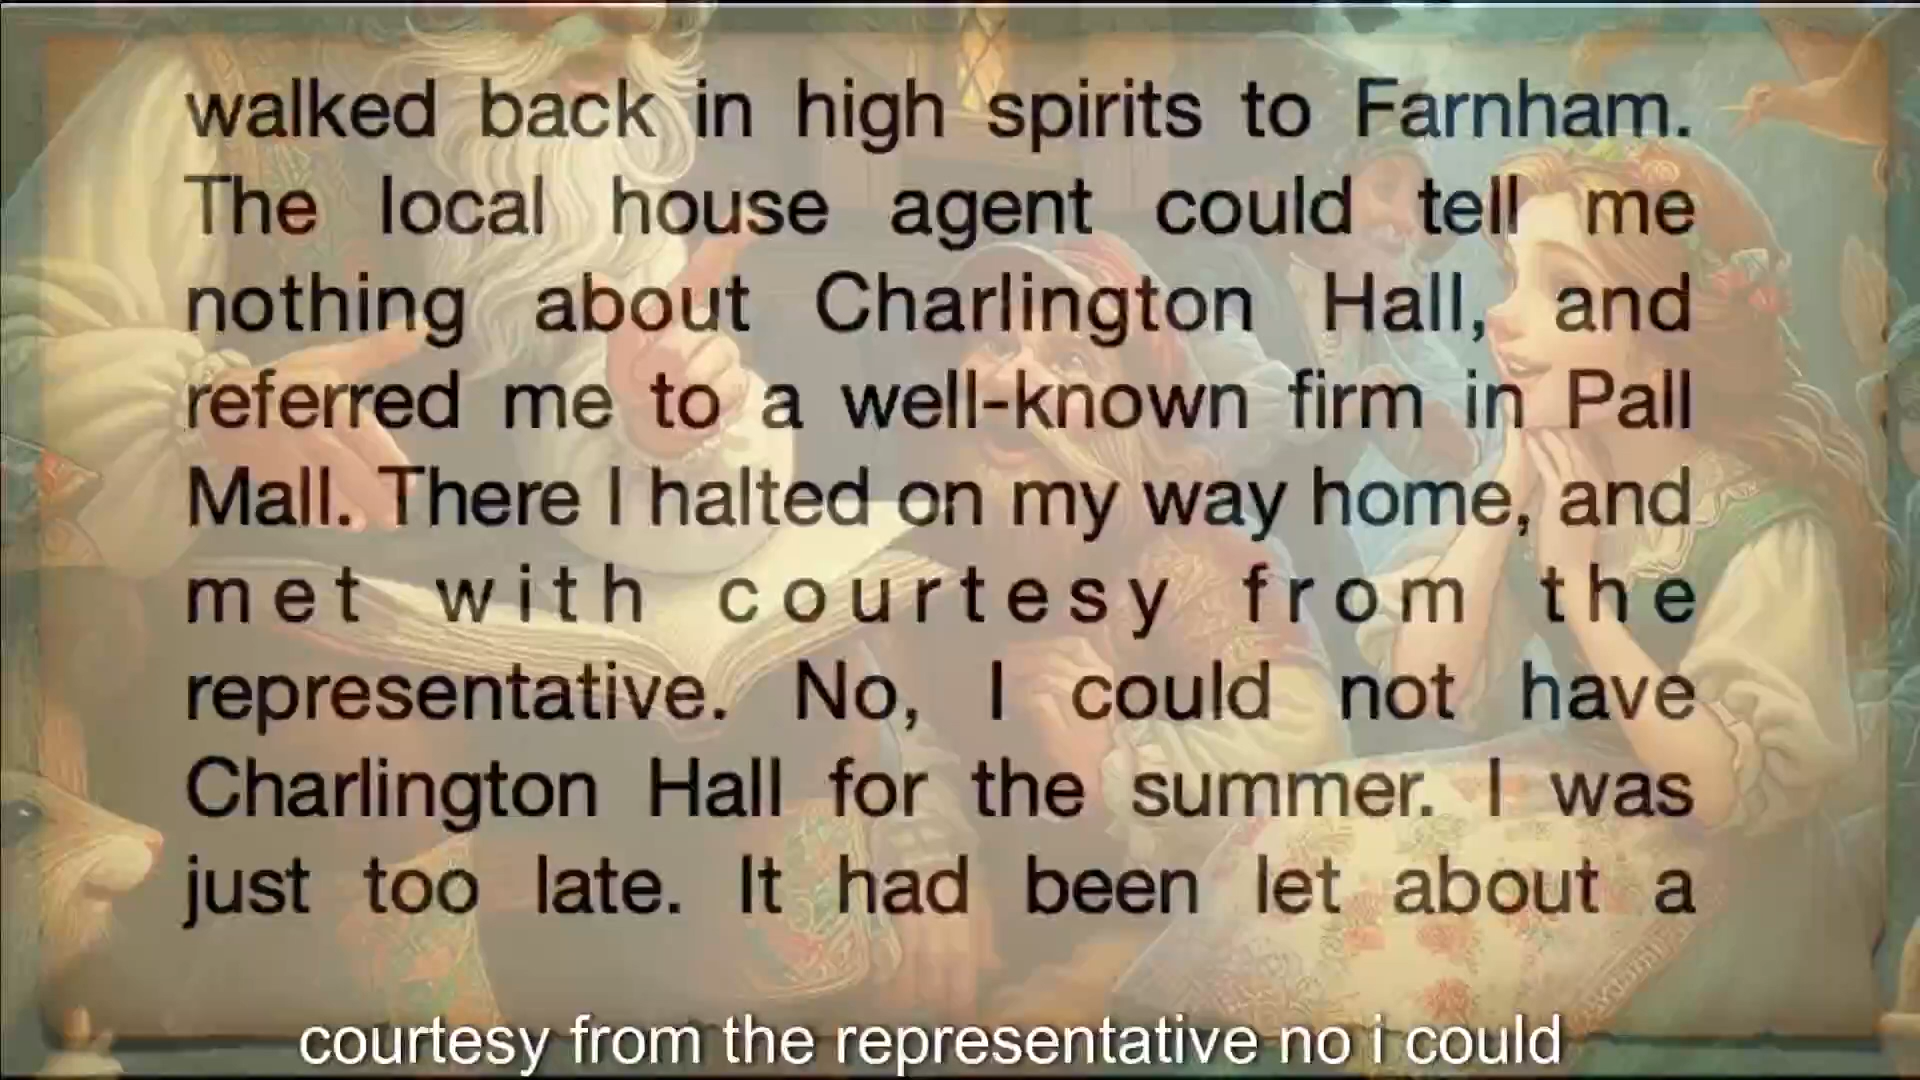 walked back in high spirits to Farnham.
The local house agent could tell me
nothing about Charlington Hall, and
referred me to a well-known firm in Pall
Mall. There I halted on my way home, and
met with courtesy from the
representative. No, I could not have
Charlington Hall for the summer. I was
just too late. It had been let about a
courtesy from the representative no i could